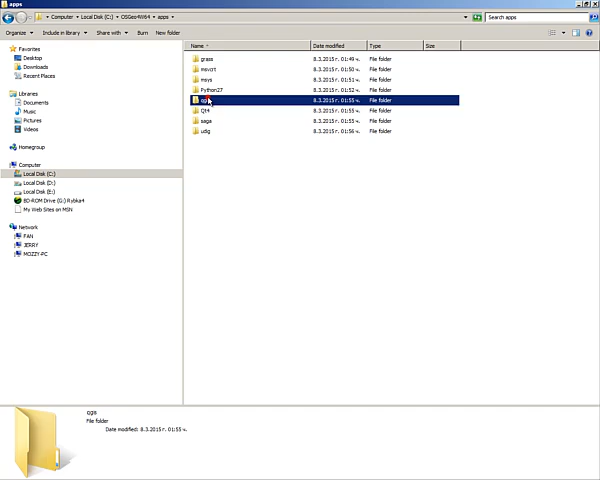 apps
Computer ▸ Local Disk (C:) ▸ OSGeo4W64 ▸ apps ▸
Search apps
Organize ▾ Include in library ▾ Share with ▾ Burn New folder
Favorites
Desktop
Downloads
Recent Places
Libraries
Documents
Music
Pictures
Videos
Homegroup
Computer
Local Disk (C:)
Local Disk (D:)
Local Disk (E:)
BD-ROM Drive (G:) Rybka4
My Web Sites on MSN
Network
FAN
JERRY
MOZZY-PC
Name Date modified Type Size
grass 8.3.2015 г. 01:49 ч. File folder
msvcrt 8.3.2015 г. 01:50 ч. File folder
msys 8.3.2015 г. 01:51 ч. File folder
Python27 8.3.2015 г. 01:52 ч. File folder
8.3.2015 г. 01:55 ч. File folder
Qt4 8.3.2015 г. 01:55 ч. File folder
saga 8.3.2015 г. 01:55 ч. File folder
udig 8.3.2015 г. 01:56 ч. File folder
qgis
File folder
Date modified: 8.3.2015 г. 01:55 ч.